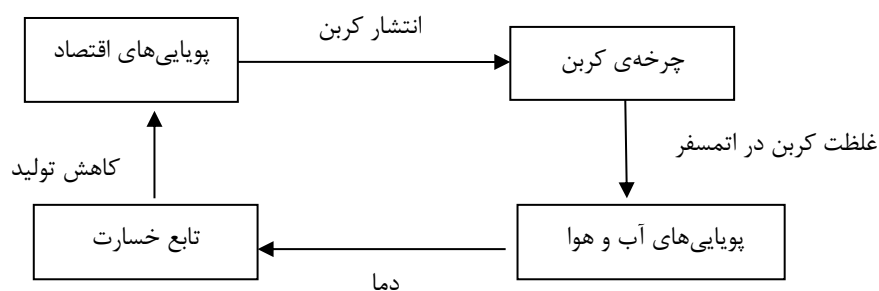 انتشار کربن
پویایی‌های اقتصاد
چرخه‌ی کربن
غلظت کربن در اتمسفر
کاهش تولید
پویایی‌های آب و هوا
تابع خسارت
دما